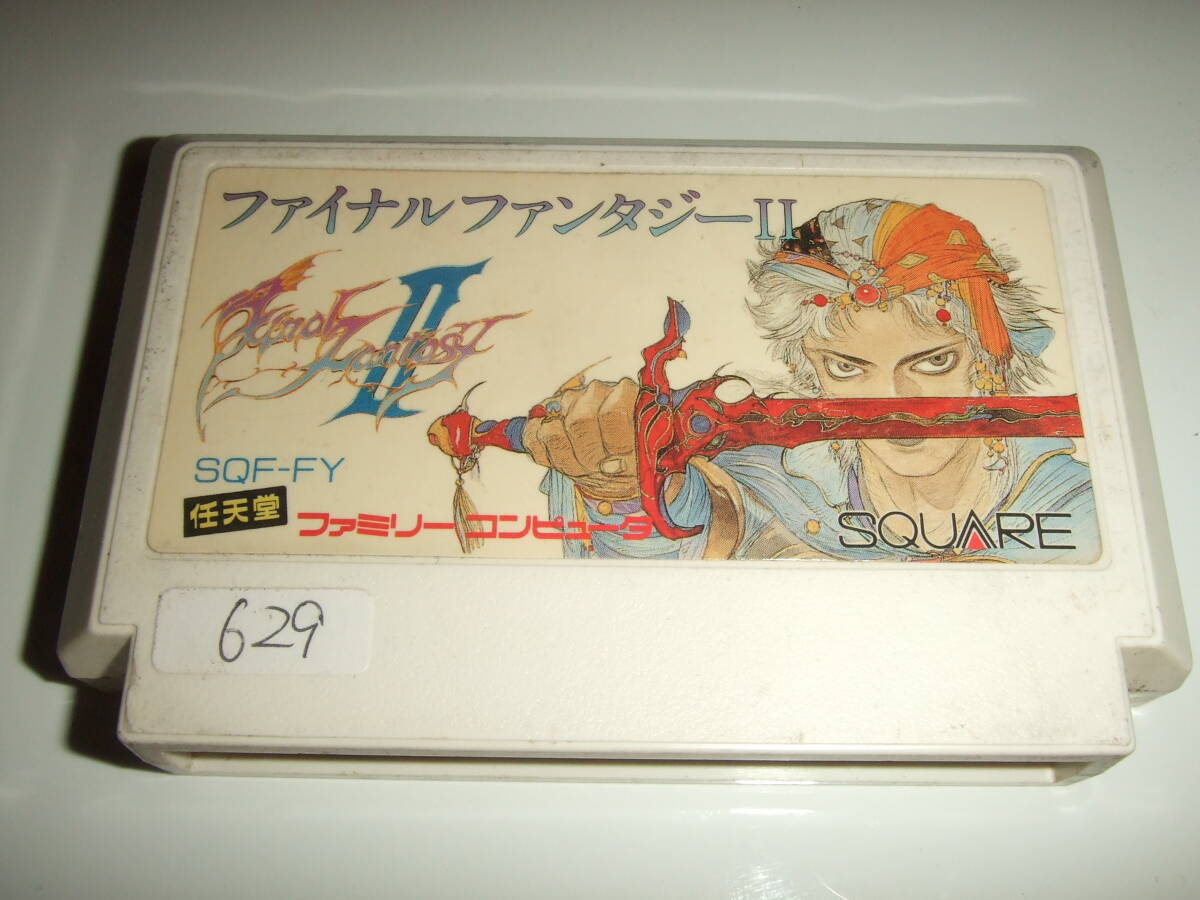 ファイナルファンタジーII
Final Fantasy II
SQF-FY
任天堂 ファミリーコンピュータ
SQUARE
629